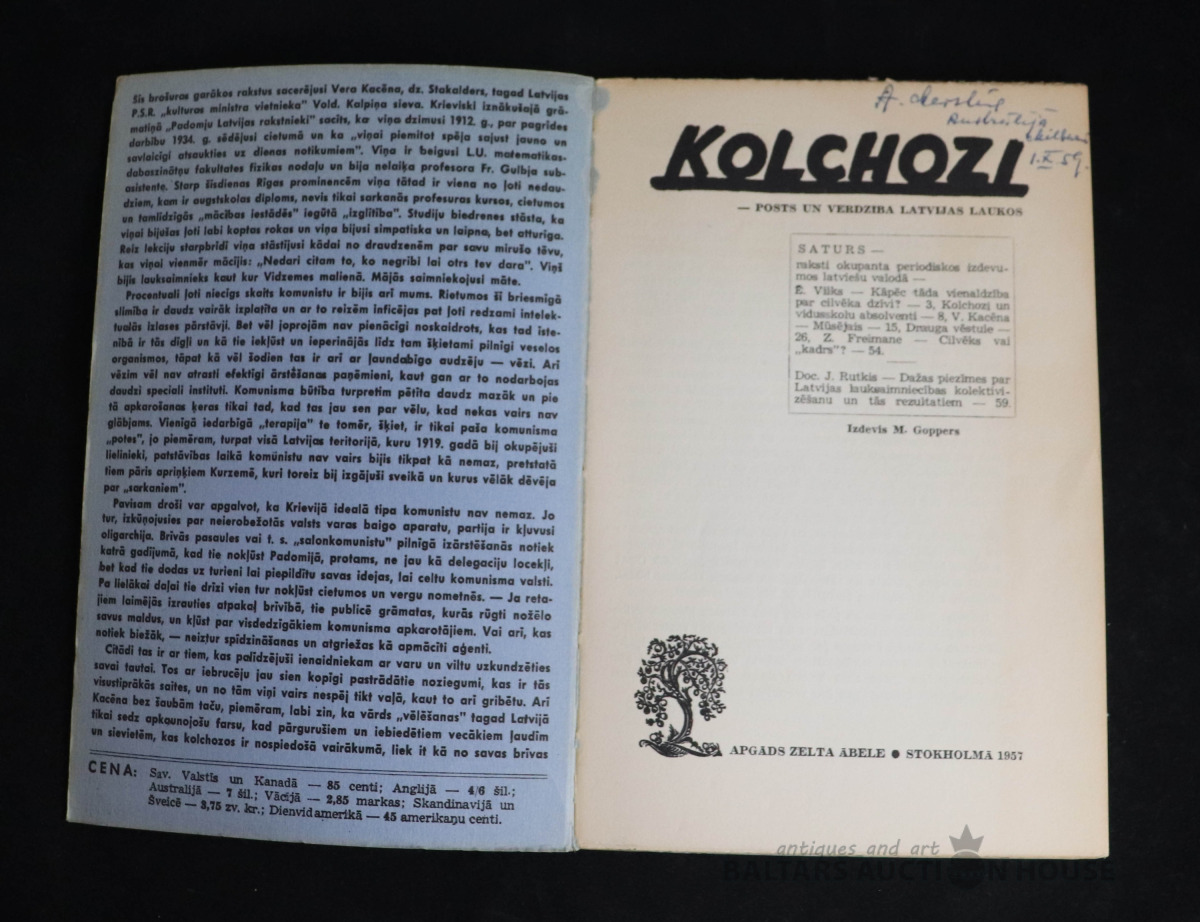 Šīs brošuras garākos rakstus sacerējusi Vera Kacēna, dz. Stakalders, tagad Latvijas
P.S.R. „kulturas ministra vietnieka” Vold. Kalpiņa sieva. Krieviski iznākušajā grā-
matiņā „Padomju Latvijas rakstnieki” sacīts, ka viņa dzimusi 1912. g., par pagrīdes
darbību 1934. g. sēdējusi cietumā un ka „viņai piemītot spēja sajust jauno un
savlaicīgi atsaukties uz dienas notikumiem”. Viņa ir beigusi L.U. matematikas-
dabaszinātņu fakultates fizikas nodaļu un bija nelaiķa profesora Fr. Gulbja sub-
asistente. Starp šīsdienas Rīgas prominencēm viņa tātad ir viena no ļoti nedau-
dziem, kam ir augstskolas diploms, nevis tikai sarkanās profesuras kursos, cietumos
un tamlīdzīgās „mācības iestādēs” iegūtā „izglītība”. Studiju biedrenes stāsta, ka
viņai bijušas ļoti labi koptas rokas un viņa bijusi simpatiska un laipna, bet atturīga.
Reiz lekciju starpbrīdī viņa stāstījusi kādai no draudzenēm par savu mirušo tēvu,
kas viņai vienmēr mācījis: „Nedari citam to, ko negribi lai otrs tev dara”. Viņš
bijis lauksaimnieks kaut kur Vidzemes malienā. Mājās saimniekojusi māte.
Procentuali ļoti niecīgs skaits komunistu ir bijis arī mums. Rietumos šī briesmīgā
slimība ir daudz vairāk izplatīta un ar to reizēm inficējas pat ļoti redzami intelek-
tuālās izlases pārstāvji. Bet vēl joprojām nav pienācīgi noskaidrots, kas tad īste-
nībā ir tās dīgļi un kā tie iekļūst un ieperinājās līdz tam šķietami pilnīgi veselos
organismos, tāpat kā vēl šodien tas ir arī ar ļaundabīgo audzēju — vēzi. Arī
vēzim vēl nav atrasti efektīgi ārstēšanas paņēmieni, kaut gan ar to nodarbojas
daudzi speciali instituti. Komunisma būtība turpretim pētīta daudz mazāk un pie
tā apkarošanas ķeras tikai tad, kad tas jau sen par vēlu, kad nekas vairs nav
glābjams. Vienīgā iedarbīgā „terapija” te tomēr, šķiet, ir tikai paša komunisma
„potes”, jo piemēram, turpat visā Latvijas teritorijā, kuru 1919. gadā bij okupējuši
lielinieki, patstāvības laikā komūnistu nav vairs bijis tikpat kā nemaz, pretstatā
tiem pāris apriņķiem Kurzemē, kuri toreiz bij izgājuši sveikā un kurus vēlāk dēvēja
par „sarkaniem”.
Pavisam droši var apgalvot, ka Krievijā ideālā tipa komunistu nav nemaz. Jo
tur, izkūņojusies par neierobežotās valsts varas baigo aparatu, partija ir kļuvusi
oligarchija. Brīvās pasaules vai t. s. „salonkomunistu” pilnīgā izārstēšanās notiek
katrā gadījumā, kad tie nokļūst Padomijā, protams, ne jau kā delegaciju locekļi,
bet kad tie dodas uz turieni lai piepildītu savas idejas, lai celtu komunisma valsti.
Pa lielākai daļai tie drīzi vien tur nokļūst cietumos un vergu nometnēs. — Ja reta-
jiem laimējās izrauties atpakaļ brīvībā, tie publicē grāmatas, kurās rūgti nožēlo
savus maldus, un kļūst par visdedzīgākiem komunisma apkarotājiem. Vai arī, kas
notiek biežāk, — neiztur spīdzināšanas un atgriežas kā apmācīti aģenti.
Citādi tas ir ar tiem, kas palīdzējuši ienaidniekam ar varu un viltu uzkundzēties
savai tautai. Tos ar iebrucēju jau sien kopīgi pastrādātie noziegumi, kas ir tās
visustiprākās saites, un no tām viņi vairs nespēj tikt vaļā, kaut to arī gribētu. Arī
Kacēna bez šaubām taču, piemēram, labi zin, ka vārds „vēlēšanas” tagad Latvijā
tikai sedz apkaunojošu farsu, kad pārgurušiem un iebiedētiem vecākiem ļaudīm
un sievietēm, kas kolchozos ir nospiedošā vairākumā, liek it kā no savas brīvas
CENA: Sav. Valstīs un Kanadā — 85 centi; Anglijā — 4/6 šil.;
Australijā — 7 šil.; Vācijā — 2,85 markas; Skandinavijā un
Šveicē — 3,75 zv. kr.; Dienvidamerikā — 45 amerikaņu centi.
A.
Austrālijā
1.X.59.
KOLCHOZI
— POSTS UN VERDZIBA LATVIJAS LAUKOS
SATURS —
raksti okupanta periodiskos izdevu-
mos latviešu valodā —
E. Vilks — Kāpēc tāda vienaldzība
par cilvēka dzīvi? — 3, Kolchozi un
vidusskolu absolventi — 8, V. Kacēna
— Mūsējais — 15, Drauga vēstule —
26, Z. Freimane — Cilvēks vai
„kadrs”? — 54.
Doc. J. Rutkis — Dažas piezīmes par
Latvijas lauksaimniecības kolektivi-
zēšanu un tās rezultatiem — 59.
Izdevis M. Goppers
APGĀDS ZELTA ĀBELE ● STOKHOLMĀ 1957
antiques and art
BALTARS AUCTION HOUSE